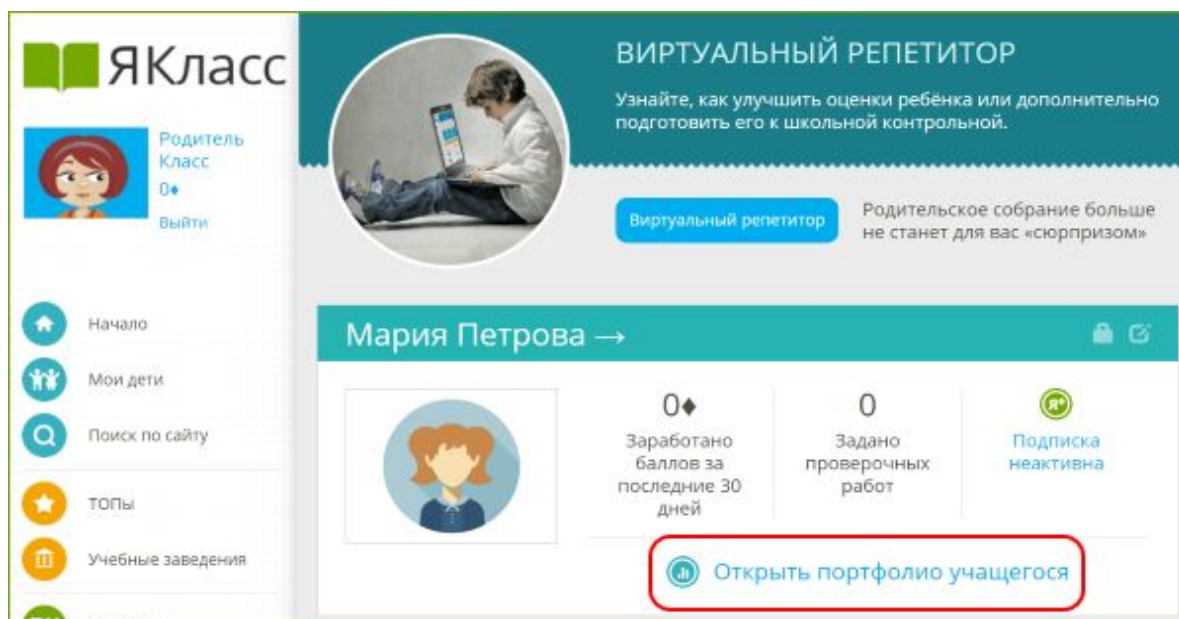 ЯКласс
Родитель
Класс
0♦
Выйти
Начало
Мои дети
Поиск по сайту
ТОПы
Учебные заведения
ВИРТУАЛЬНЫЙ РЕПЕТИТОР
Узнайте, как улучшить оценки ребёнка или дополнительно
подготовить его к школьной контрольной.
Виртуальный репетитор
Родительское собрание больше
не станет для вас «сюрпризом»
Мария Петрова →
0♦
Заработано
баллов за
последние 30
дней
0
Задано
проверочных
работ
Я+
Подписка
неактивна
Открыть портфолио учащегося